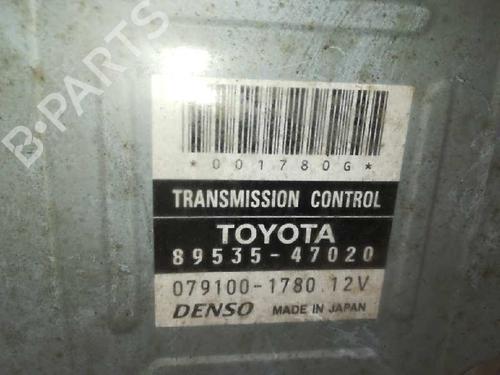 B-PARTS
*001780G*
TRANSMISSION CONTROL
TOYOTA
89535-47020
079100-1780 12V
DENSO MADE IN JAPAN